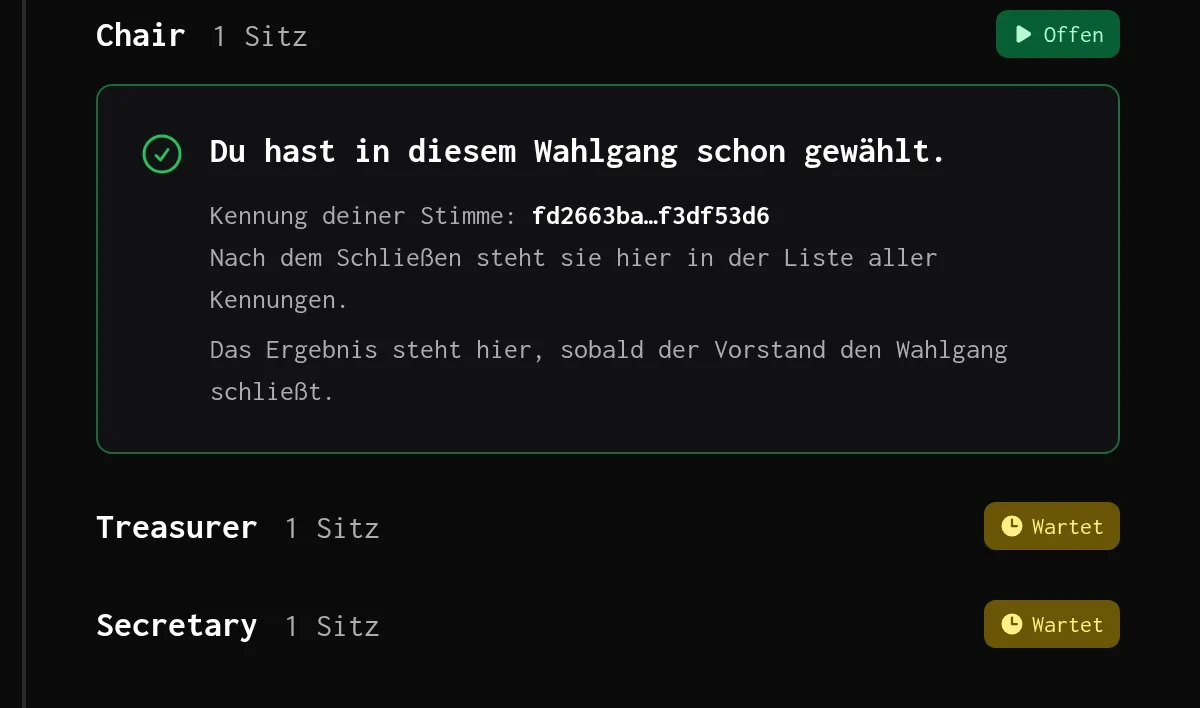 Chair 1 Sitz
Offen
Du hast in diesem Wahlgang schon gewählt.
Kennung deiner Stimme: fd2663ba…f3df53d6
Nach dem Schließen steht sie hier in der Liste aller
Kennungen.
Das Ergebnis steht hier, sobald der Vorstand den Wahlgang
schließt.
Treasurer 1 Sitz
Wartet
Secretary 1 Sitz
Wartet